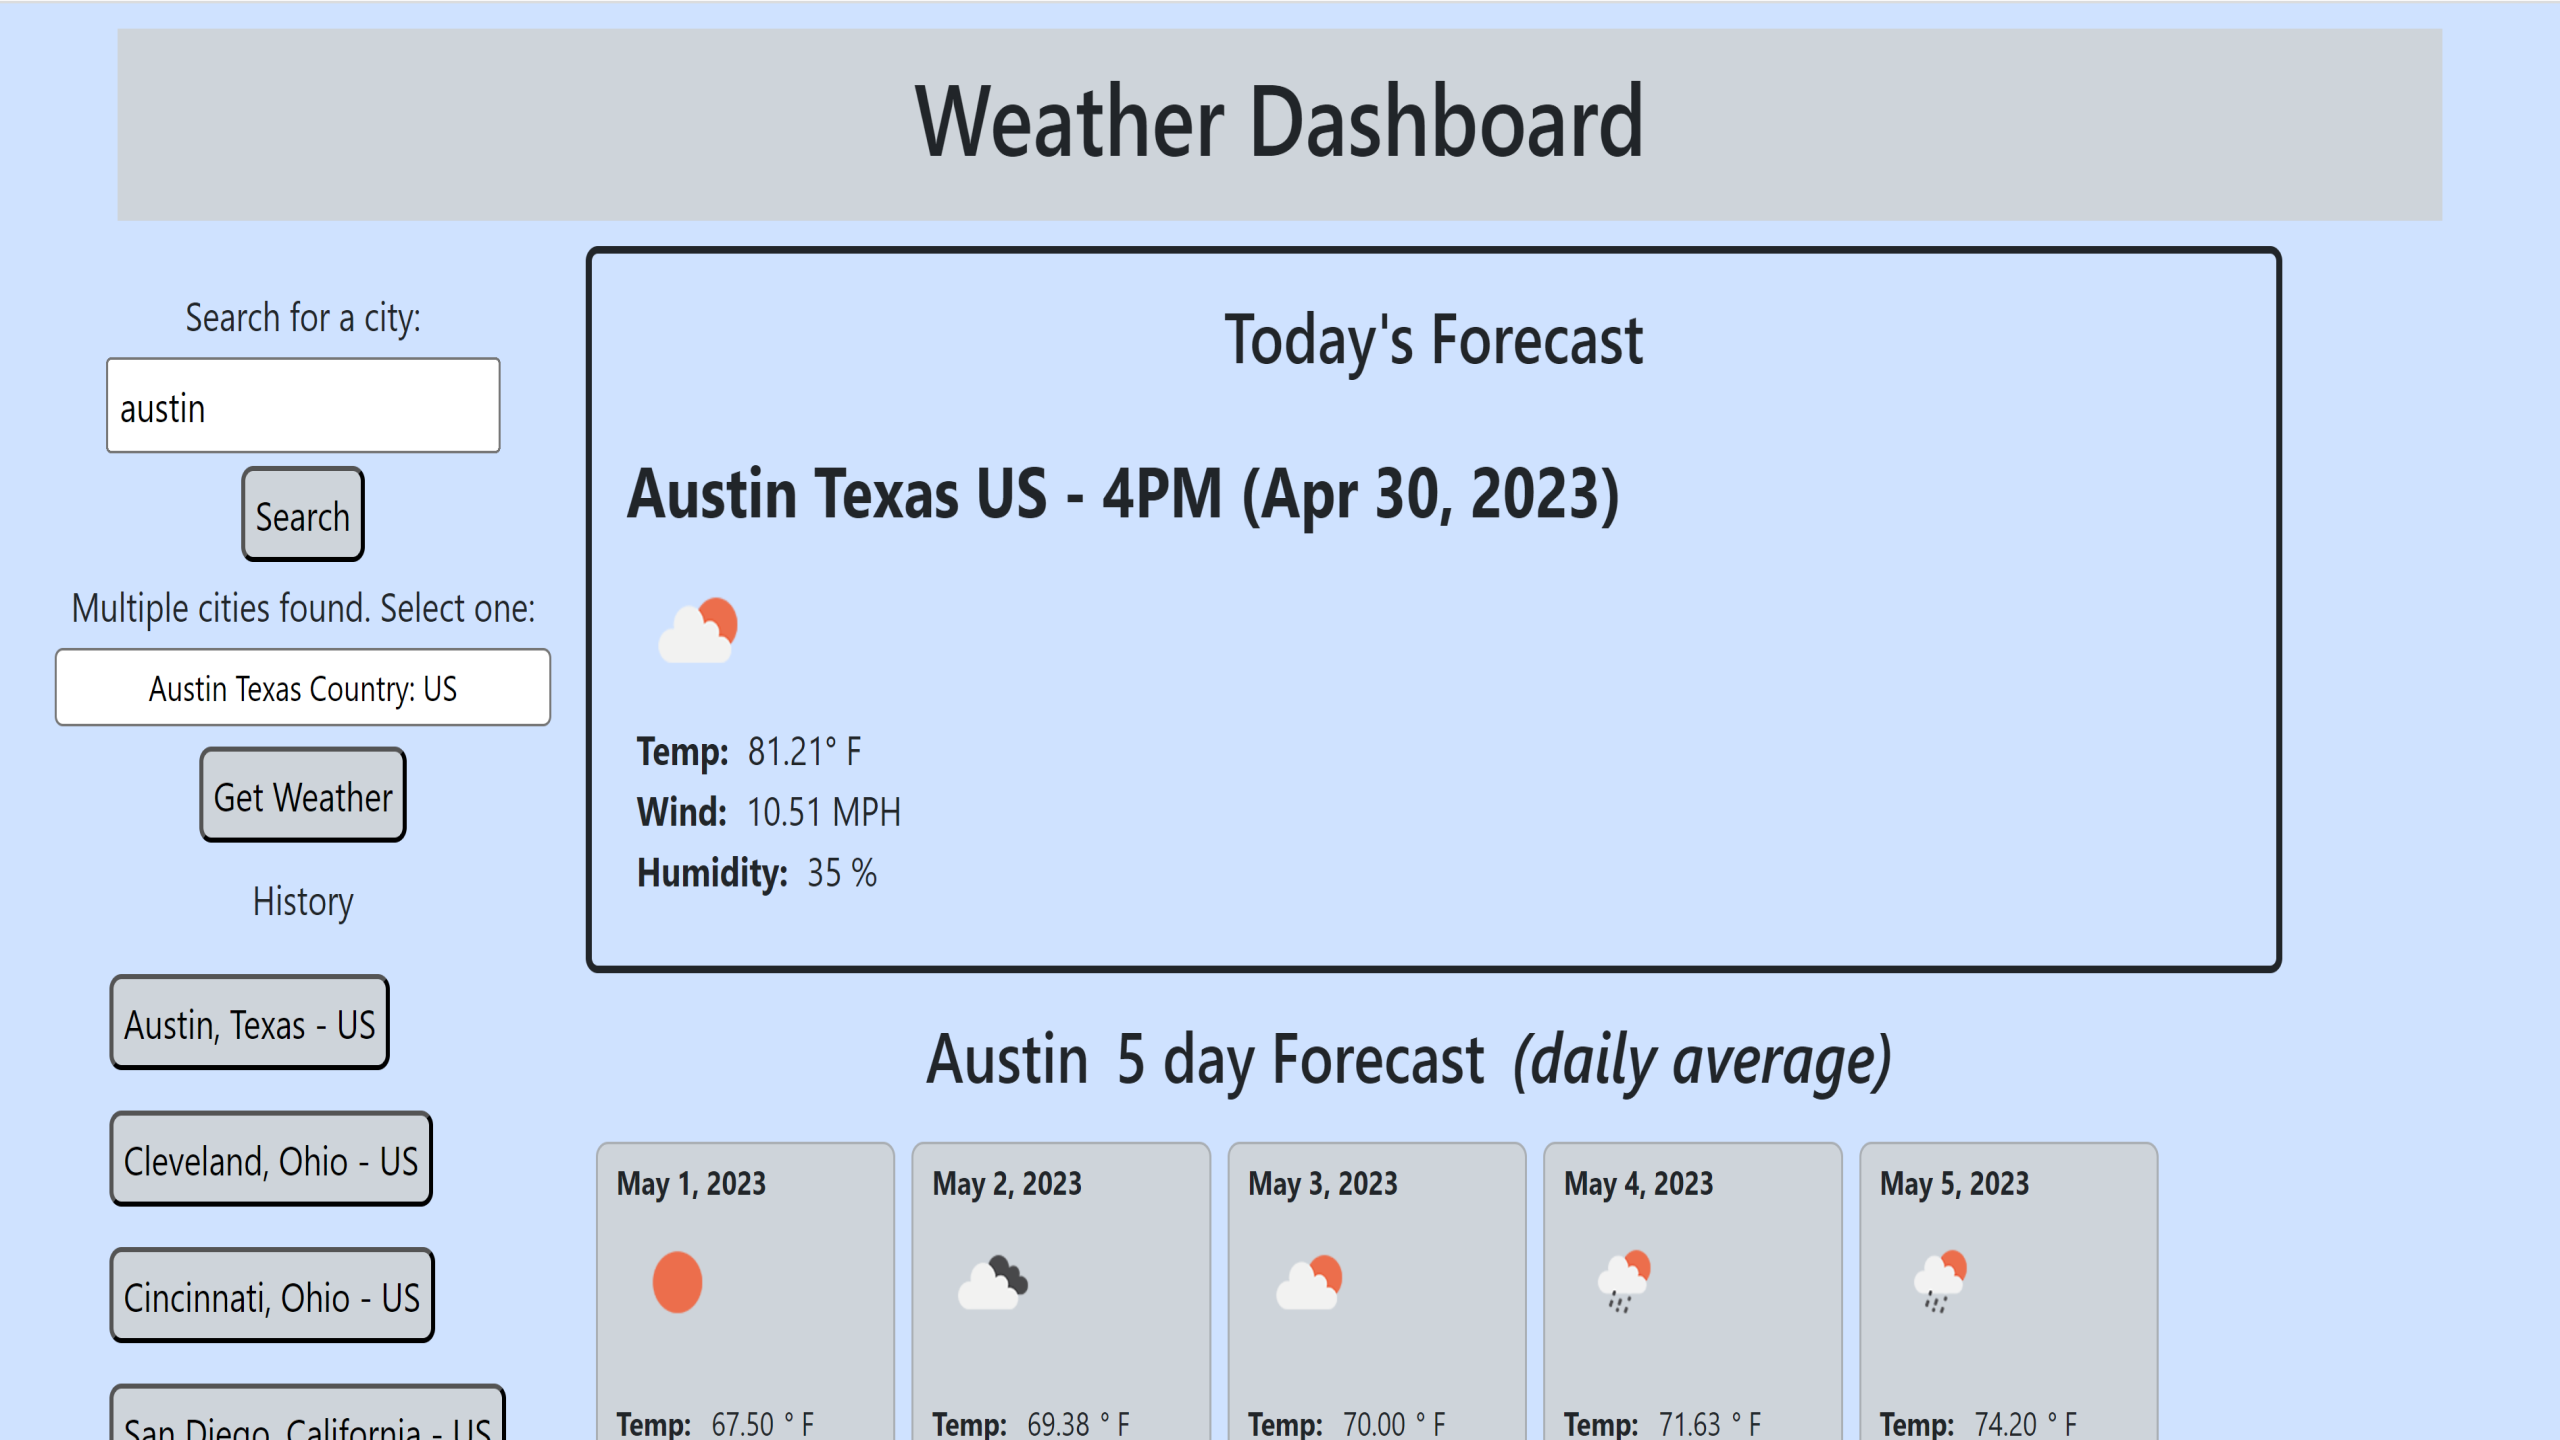 Weather Dashboard
Search for a city:
austin
Search
Multiple cities found. Select one:
Austin Texas Country: US
Get Weather
History
Austin, Texas - US
Cleveland, Ohio - US
Cincinnati, Ohio - US
San Diego, California - US
Today's Forecast
Austin Texas US - 4PM (Apr 30, 2023)
Temp: 81.21° F
Wind: 10.51 MPH
Humidity: 35 %
Austin 5 day Forecast (daily average)
May 1, 2023
Temp: 67.50 ° F
May 2, 2023
Temp: 69.38 ° F
May 3, 2023
Temp: 70.00 ° F
May 4, 2023
Temp: 71.63 ° F
May 5, 2023
Temp: 74.20 ° F